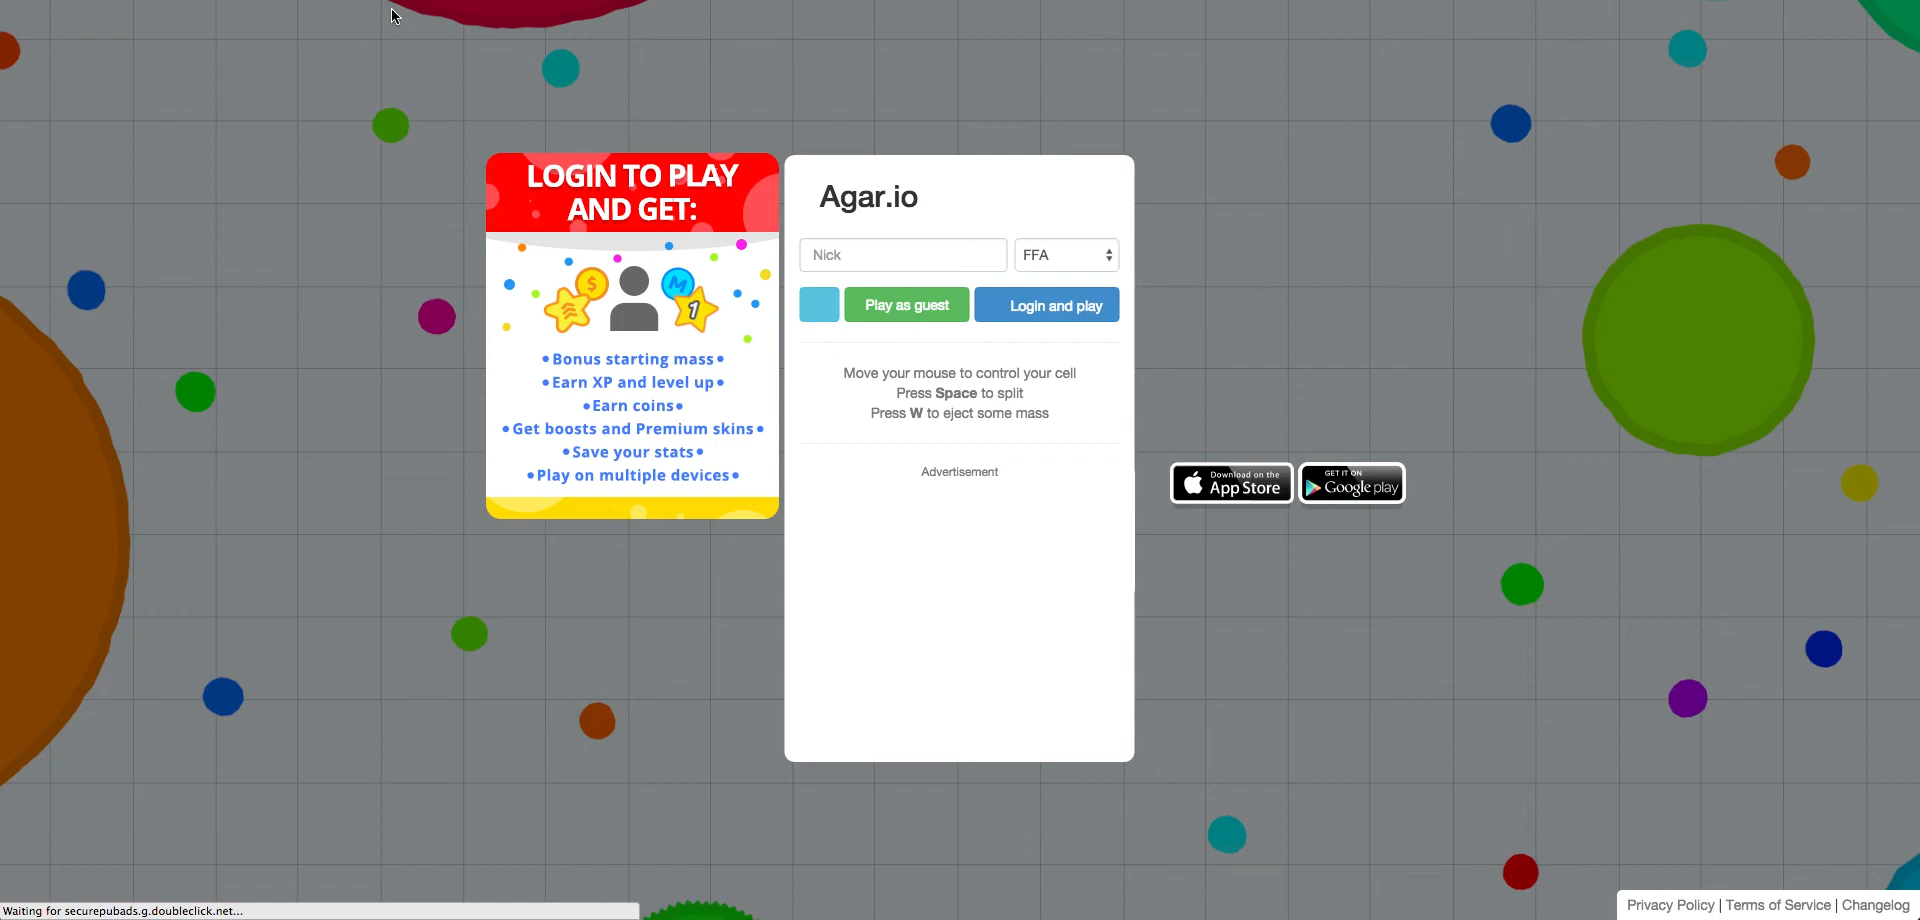 LOGIN TO PLAY
AND GET:
$
M
1
•Bonus starting mass•
•Earn XP and level up•
•Earn coins•
•Get boosts and Premium skins•
•Save your stats•
•Play on multiple devices•
Agar.io
Nick
FFA
Play as guest
Login and play
Move your mouse to control your cell
Press Space to split
Press W to eject some mass
Advertisement
Download on the
App Store
GET IT ON
Google play
Waiting for securepubads.g.doubleclick.net...
Privacy Policy | Terms of Service | Changelog